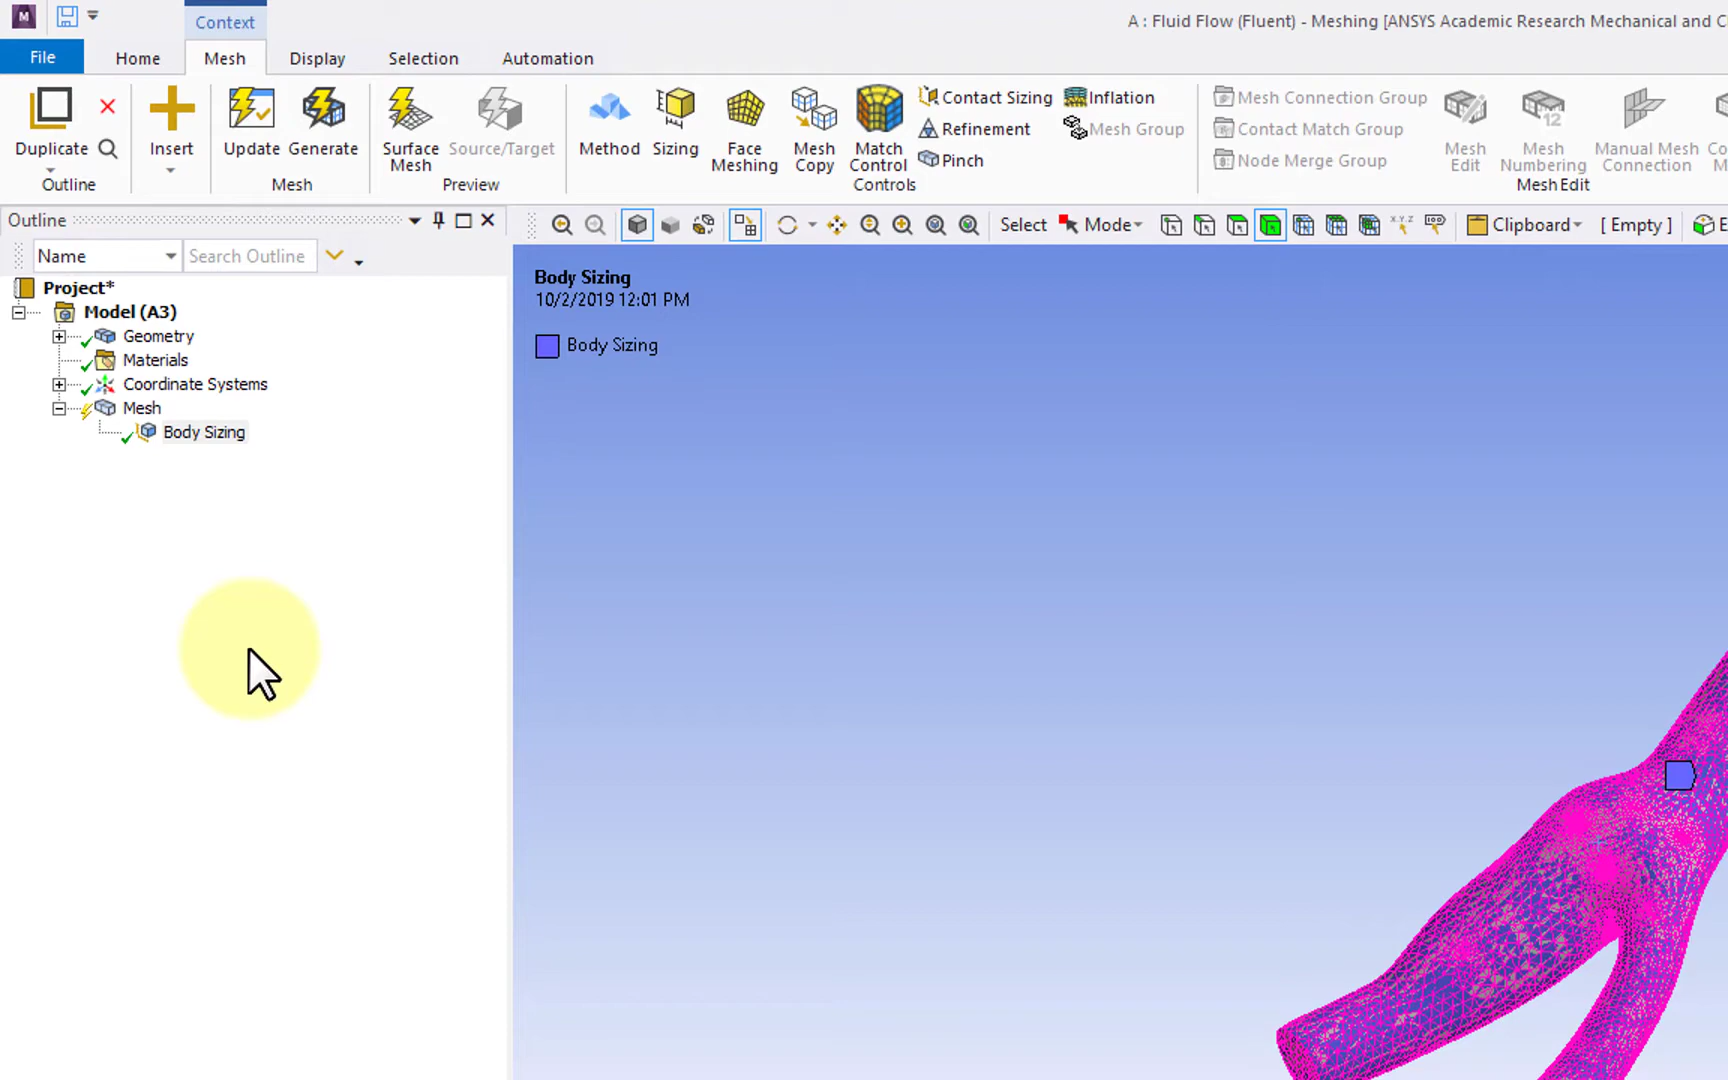 M
Context
A : Fluid Flow (Fluent) - Meshing [ANSYS Academic Research Mechanical and C
File
Home
Mesh
Display
Selection
Automation
Duplicate
Outline
Insert
Update
Generate
Mesh
Surface
Mesh
Source/Target
Preview
Method
Sizing
Face
Meshing
Mesh
Copy
Match
Control
Contact Sizing
Refinement
Pinch
Inflation
Mesh Group
Controls
Mesh Connection Group
Contact Match Group
Node Merge Group
Mesh
Edit
12
Mesh
Numbering
Manual Mesh
Connection
Mesh Edit
Outline
Name
Search Outline
Select
Mode
Clipboard
[ Empty ]
Project*
Model (A3)
Geometry
Materials
Coordinate Systems
Mesh
Body Sizing
Body Sizing
10/2/2019 12:01 PM
Body Sizing